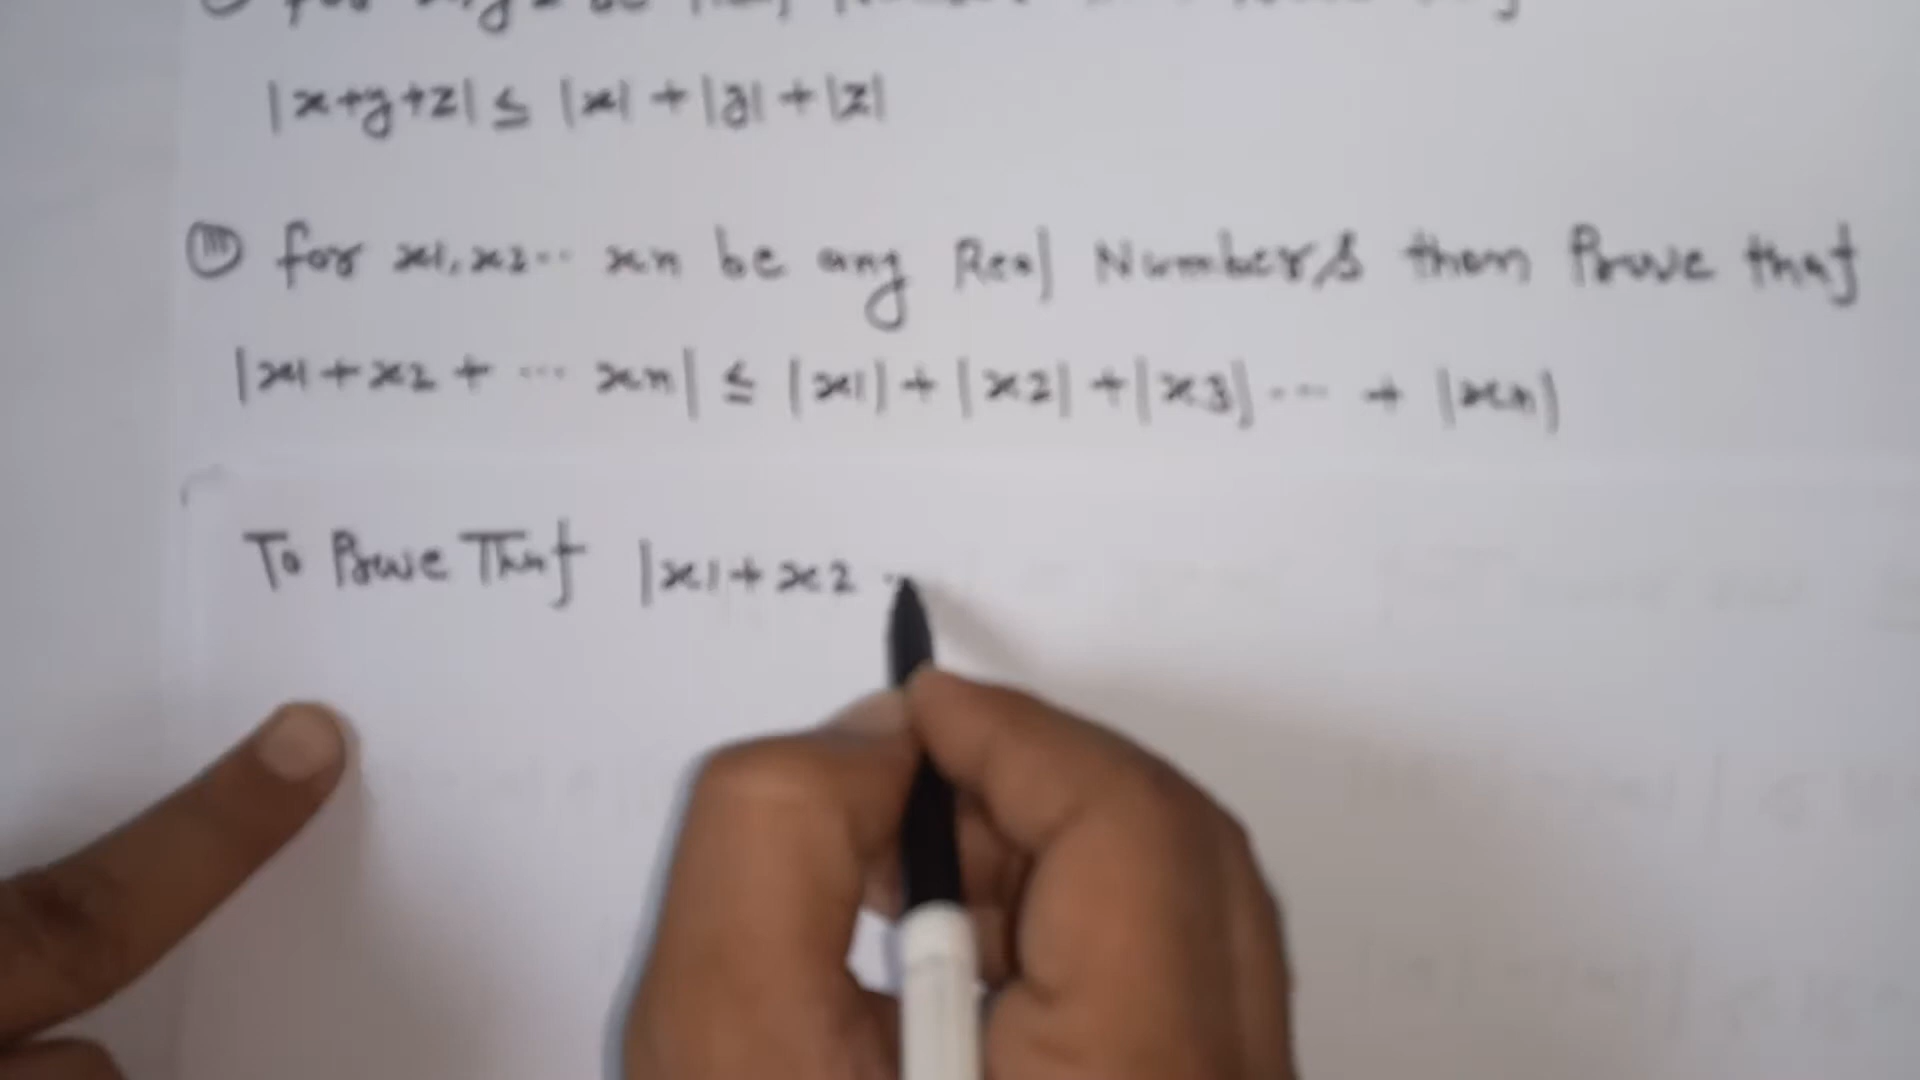 |x+y+z| ≤ |x| + |y| + |z|
(III) for x1, x2... xn be any Real Numbers then Prove that
|x1 + x2 + ... xn| ≤ |x1| + |x2| + |x3| ... + |xn|
To Prove That |x1 + x2